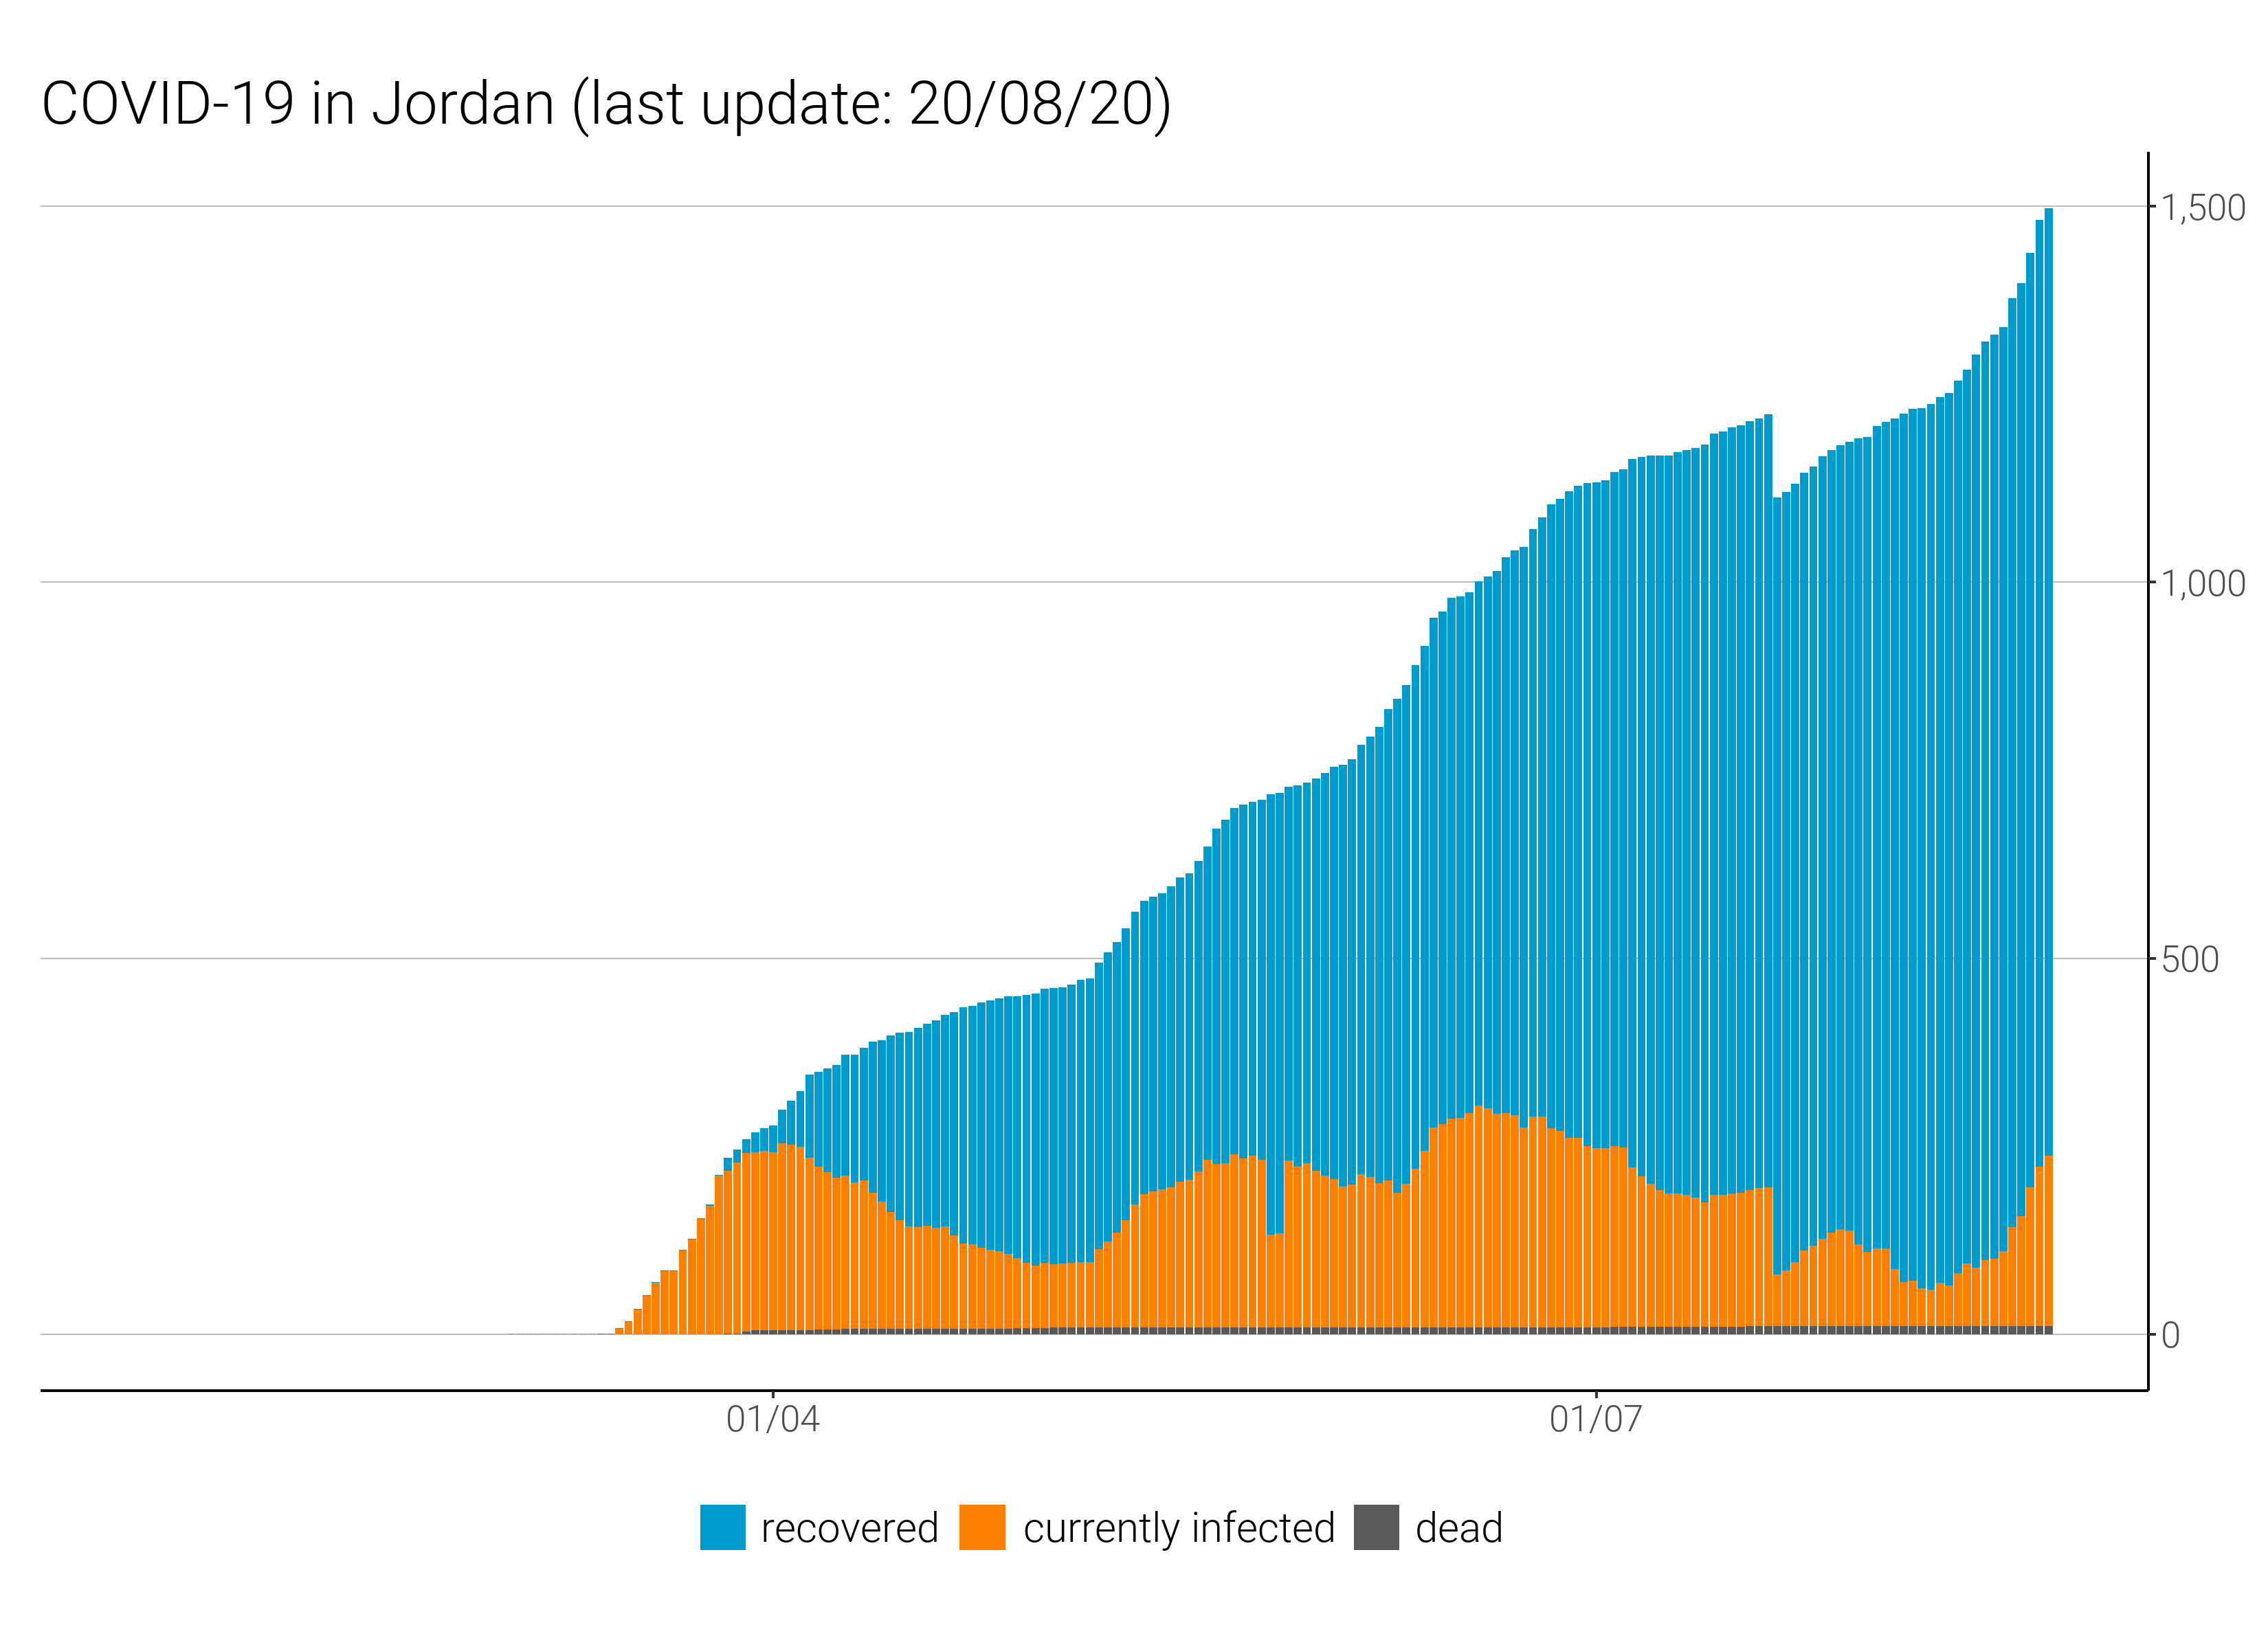 COVID-19 in Jordan (last update: 20/08/20)
1,500
1,000
500
0
01/04 01/07
recovered currently infected dead